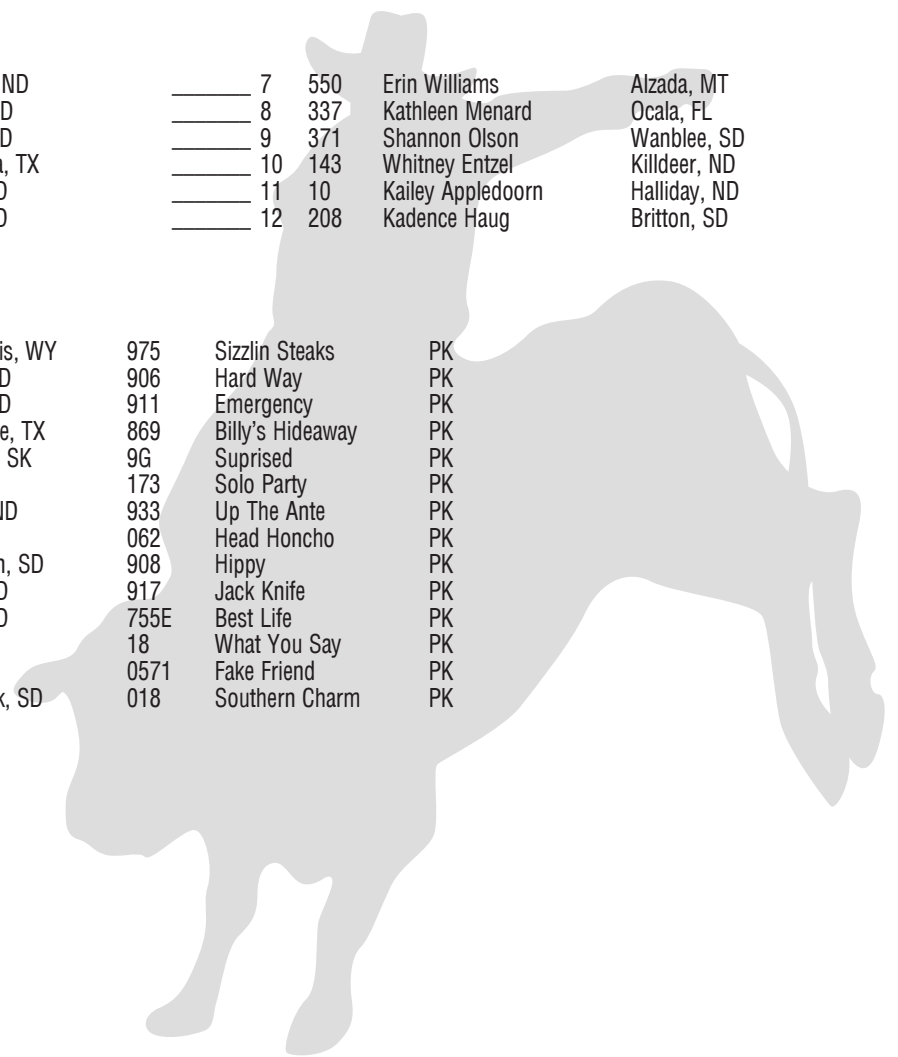 ND _______ 7 550 Erin Williams Alzada, MT
D _______ 8 337 Kathleen Menard Ocala, FL
D _______ 9 371 Shannon Olson Wanblee, SD
a, TX _______ 10 143 Whitney Entzel Killdeer, ND
D _______ 11 10 Kailey Appledoorn Halliday, ND
D _______ 12 208 Kadence Haug Britton, SD
is, WY 975 Sizzlin Steaks PK
D 906 Hard Way PK
D 911 Emergency PK
e, TX 869 Billy's Hideaway PK
, SK 9G Suprised PK
173 Solo Party PK
ND 933 Up The Ante PK
062 Head Honcho PK
n, SD 908 Hippy PK
D 917 Jack Knife PK
D 755E Best Life PK
18 What You Say PK
0571 Fake Friend PK
k, SD 018 Southern Charm PK